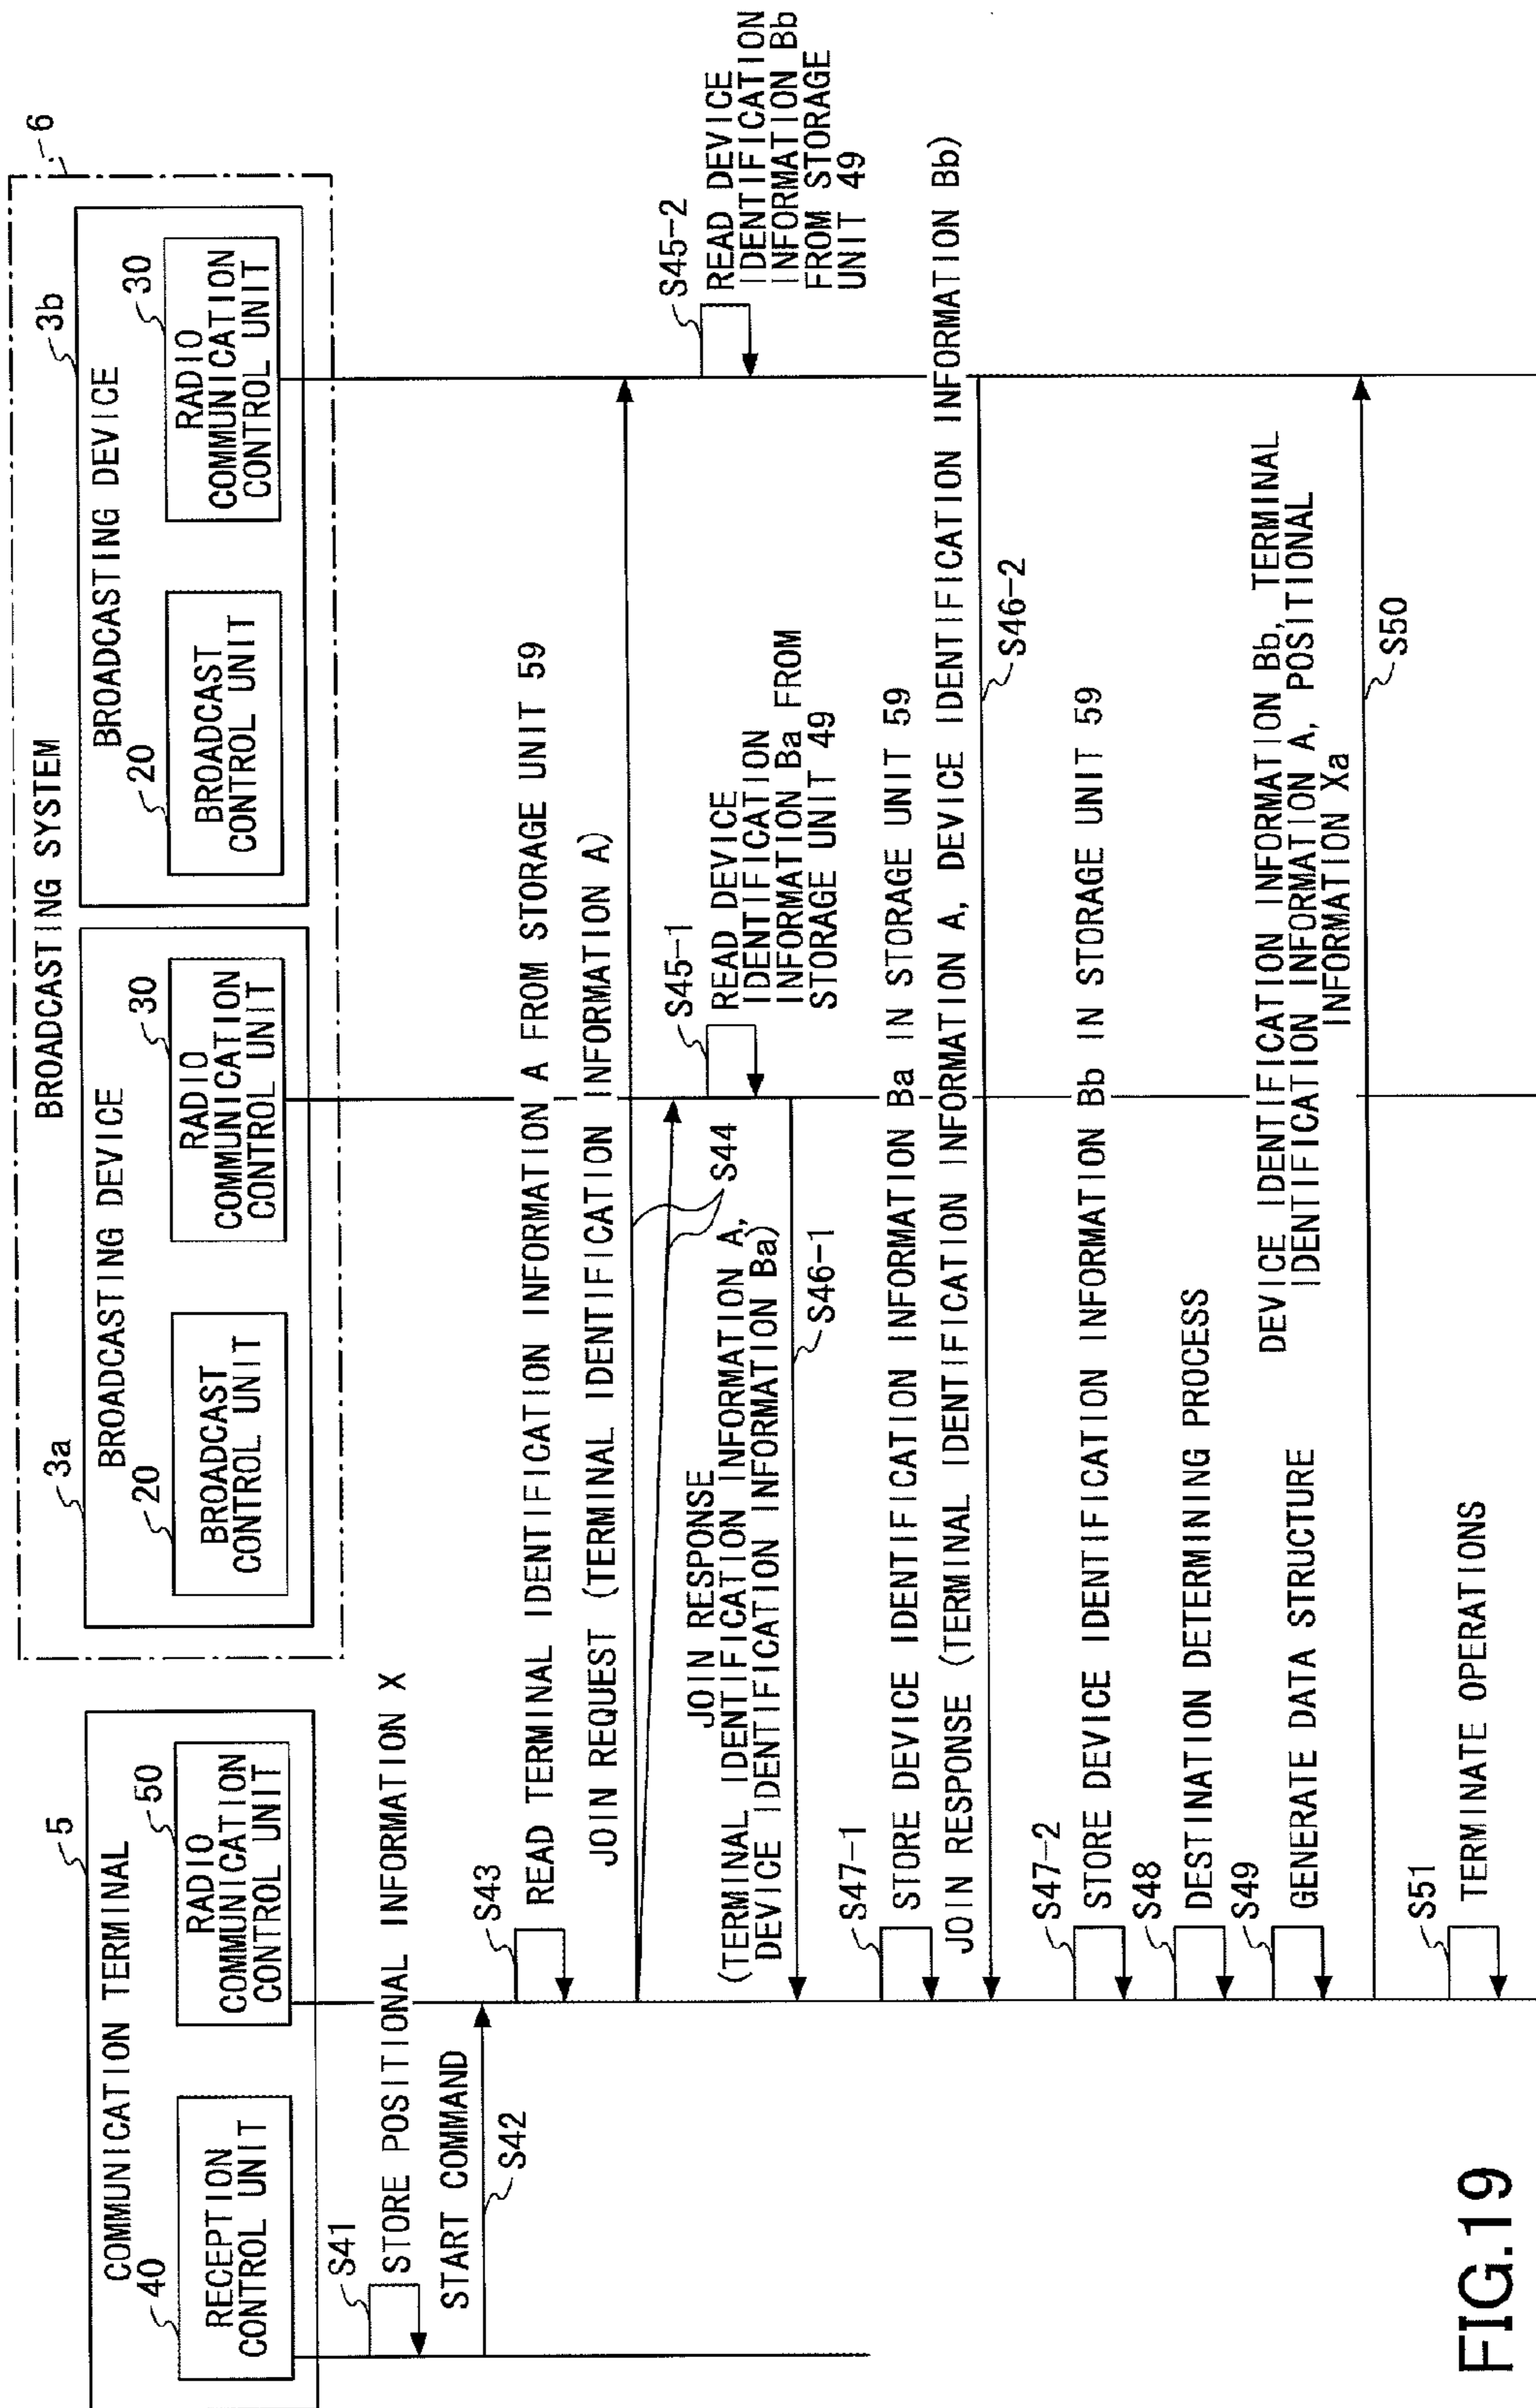 BROADCASTING SYSTEM
6
COMMUNICATION TERMINAL
5
40
RECEPTION
CONTROL UNIT
50
RADIO
COMMUNICATION
CONTROL UNIT
3a
BROADCASTING DEVICE
20
BROADCAST
CONTROL UNIT
30
RADIO
COMMUNICATION
CONTROL UNIT
3b
BROADCASTING DEVICE
20
BROADCAST
CONTROL UNIT
30
RADIO
COMMUNICATION
CONTROL UNIT
S41
STORE POSITIONAL INFORMATION X
START COMMAND
S42
S43
READ TERMINAL IDENTIFICATION INFORMATION A FROM STORAGE UNIT 59
JOIN REQUEST (TERMINAL IDENTIFICATION INFORMATION A)
S44
S45-1
READ DEVICE
IDENTIFICATION
INFORMATION Ba FROM
STORAGE UNIT 49
S45-2
READ DEVICE
IDENTIFICATION
INFORMATION Bb
FROM STORAGE
UNIT 49
JOIN RESPONSE
(TERMINAL IDENTIFICATION INFORMATION A,
DEVICE IDENTIFICATION INFORMATION Ba)
S46-1
S47-1
STORE DEVICE IDENTIFICATION INFORMATION Ba IN STORAGE UNIT 59
JOIN RESPONSE (TERMINAL IDENTIFICATION INFORMATION A, DEVICE IDENTIFICATION INFORMATION Bb)
S46-2
S47-2
STORE DEVICE IDENTIFICATION INFORMATION Bb IN STORAGE UNIT 59
S48
DESTINATION DETERMINING PROCESS
S49
GENERATE DATA STRUCTURE
DEVICE IDENTIFICATION INFORMATION Bb, TERMINAL
IDENTIFICATION INFORMATION A, POSITIONAL
INFORMATION Xa
S50
S51
TERMINATE OPERATIONS
FIG.19